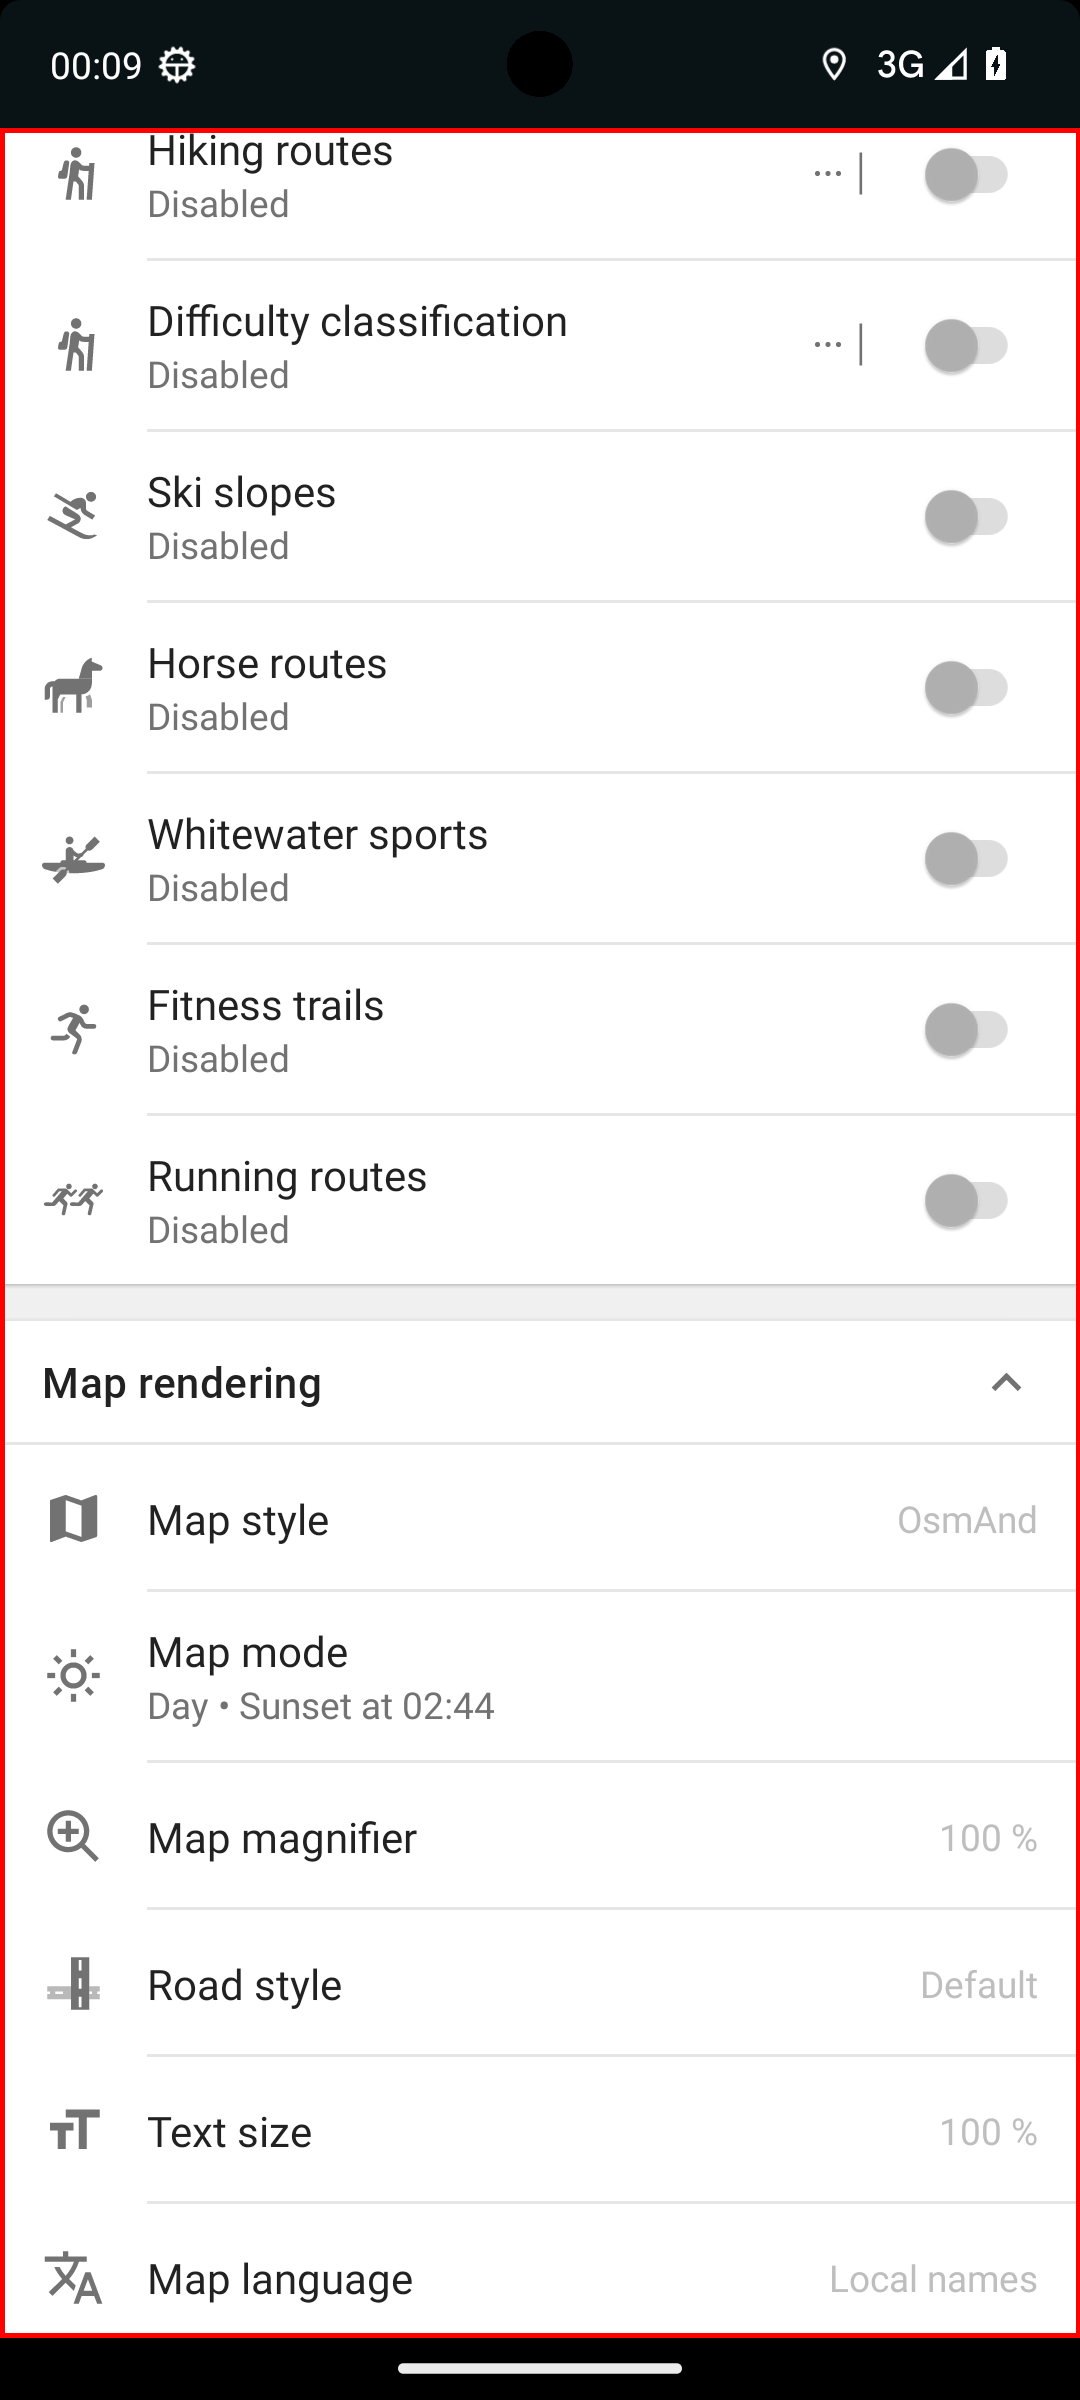 00:09
3G
Hiking routes
Disabled
Difficulty classification
Disabled
Ski slopes
Disabled
Horse routes
Disabled
Whitewater sports
Disabled
Fitness trails
Disabled
Running routes
Disabled
Map rendering
Map style OsmAnd
Map mode
Day • Sunset at 02:44
Map magnifier 100 %
Road style Default
Text size 100 %
Map language Local names